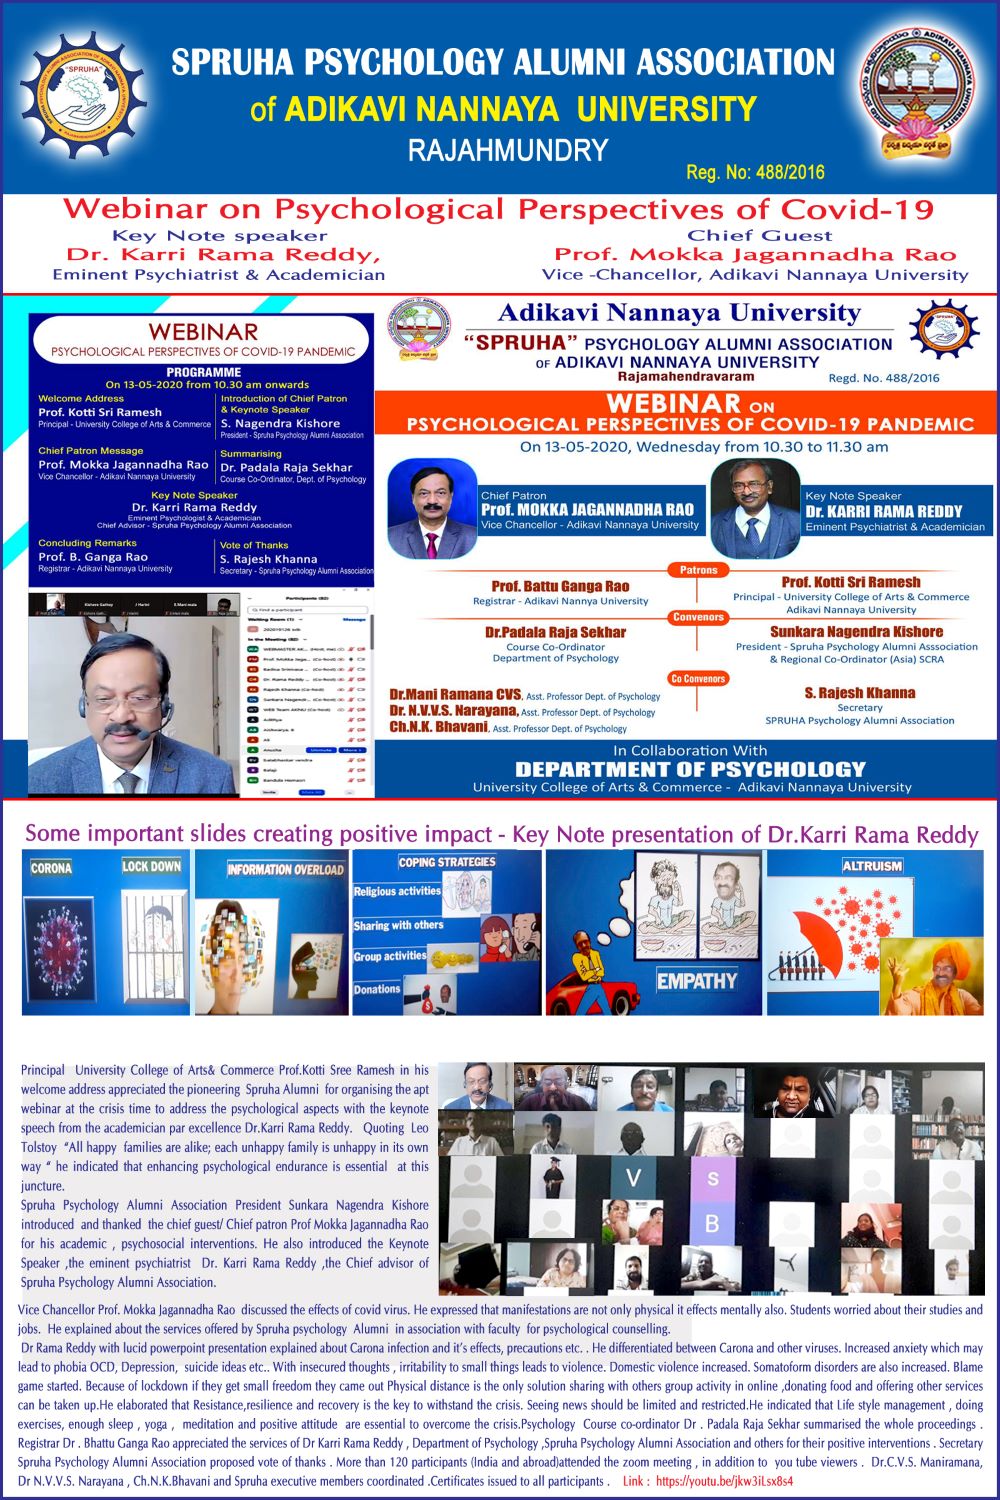 SPRUHA PSYCHOLOGY ALUMNI ASSOCIATION
of ADIKAVI NANNAYA UNIVERSITY
RAJAHMUNDRY
Reg. No: 488/2016
"SPRUHA"
Webinar on Psychological Perspectives of Covid-19
Key Note speaker
Dr. Karri Rama Reddy,
Eminent Psychiatrist & Academician
Chief Guest
Prof. Mokka Jagannadha Rao
Vice -Chancellor, Adikavi Nannaya University
WEBINAR
PSYCHOLOGICAL PERSPECTIVES OF COVID-19 PANDEMIC
PROGRAMME
On 13-05-2020 from 10.30 am onwards
Welcome Address
Prof. Kotti Sri Ramesh
Principal - University College of Arts & Commerce
Introduction of Chief Patron
& Keynote Speaker
S. Nagendra Kishore
President - Spruha Psychology Alumni Association
Chief Patron Message
Prof. Mokka Jagannadha Rao
Vice Chancellor - Adikavi Nannaya University
Summarising
Dr. Padala Raja Sekhar
Course Co-Ordinator, Dept. of Psychology
Key Note Speaker
Dr. Karri Rama Reddy
Eminent Psychologist & Academician
Chief Advisor - Spruha Psychology Alumni Association
Concluding Remarks
Prof. B. Ganga Rao
Registrar - Adikavi Nannaya University
Vote of Thanks
S. Rajesh Khanna
Secretary - Spruha Psychology Alumni Association
Participants (82)
Find a participant
Waiting Room (1)
Message
In the Meeting (82)
Adithya
Aishwarya. B
Ali
Anusha
Unmute
More >
Balaji
Invite
Adikavi Nannaya University
"SPRUHA" PSYCHOLOGY ALUMNI ASSOCIATION
OF ADIKAVI NANNAYA UNIVERSITY
Rajamahendravaram
Regd. No. 488/2016
WEBINAR ON
PSYCHOLOGICAL PERSPECTIVES OF COVID-19 PANDEMIC
On 13-05-2020, Wednesday from 10.30 to 11.30 am
Chief Patron
Prof. MOKKA JAGANNADHA RAO
Vice Chancellor - Adikavi Nannaya University
Key Note Speaker
Dr. KARRI RAMA REDDY
Eminent Psychiatrist & Academician
Patrons
Prof. Battu Ganga Rao
Registrar - Adikavi Nannya University
Prof. Kotti Sri Ramesh
Principal - University College of Arts & Commerce
Adikavi Nannaya University
Convenors
Dr.Padala Raja Sekhar
Course Co-Ordinator
Department of Psychology
Sunkara Nagendra Kishore
President - Spruha Psychology Alumni Asssociation
& Regional Co-Ordinator (Asia) SCRA
Co Convenors
Dr.Mani Ramana CVS, Asst. Professor Dept. of Psychology
Dr. N.V.V.S. Narayana, Asst. Professor Dept. of Psychology
Ch.N.K. Bhavani, Asst. Professor Dept. of Psychology
S. Rajesh Khanna
Secretary
SPRUHA Psychology Alumni Association
In Collaboration With
DEPARTMENT OF PSYCHOLOGY
University College of Arts & Commerce - Adikavi Nannaya University
Some important slides creating positive impact - Key Note presentation of Dr.Karri Rama Reddy
CORONA
LOCK DOWN
INFORMATION OVERLOAD
COPING STRATEGIES
Religious activities
Sharing with others
Group activities
Donations
EMPATHY
ALTRUISM
Principal University College of Arts& Commerce Prof.Kotti Sree Ramesh in his
welcome address appreciated the pioneering Spruha Alumni for organising the apt
webinar at the crisis time to address the psychological aspects with the keynote
speech from the academician par excellence Dr.Karri Rama Reddy. Quoting Leo
Tolstoy "All happy families are alike; each unhappy family is unhappy in its own
way " he indicated that enhancing psychological endurance is essential at this
juncture.
Spruha Psychology Alumni Association President Sunkara Nagendra Kishore
introduced and thanked the chief guest/ Chief patron Prof Mokka Jagannadha Rao
for his academic , psychosocial interventions. He also introduced the Keynote
Speaker ,the eminent psychiatrist Dr. Karri Rama Reddy ,the Chief advisor of
Spruha Psychology Alumni Association.
V
S
B
Vice Chancellor Prof. Mokka Jagannadha Rao discussed the effects of covid virus. He expressed that manifestations are not only physical it effects mentally also. Students worried about their studies and
jobs. He explained about the services offered by Spruha psychology Alumni in association with faculty for psychological counselling.
Dr Rama Reddy with lucid powerpoint presentation explained about Carona infection and it's effects, precautions etc. . He differentiated between Carona and other viruses. Increased anxiety which may
lead to phobia OCD, Depression, suicide ideas etc.. With insecured thoughts , irritability to small things leads to violence. Domestic violence increased. Somatoform disorders are also increased. Blame
game started. Because of lockdown if they get small freedom they came out Physical distance is the only solution sharing with others group activity in online ,donating food and offering other services
can be taken up.He elaborated that Resistance,resilience and recovery is the key to withstand the crisis. Seeing news should be limited and restricted.He indicated that Life style management , doing
exercises, enough sleep , yoga , meditation and positive attitude are essential to overcome the crisis.Psychology Course co-ordinator Dr . Padala Raja Sekhar summarised the whole proceedings .
Registrar Dr . Bhattu Ganga Rao appreciated the services of Dr Karri Rama Reddy , Department of Psychology ,Spruha Psychology Alumni Association and others for their positive interventions . Secretary
Spruha Psychology Alumni Association proposed vote of thanks . More than 120 participants (India and abroad)attended the zoom meeting , in addition to you tube viewers . Dr.C.V.S. Maniramana,
Dr N.V.V.S. Narayana , Ch.N.K.Bhavani and Spruha executive members coordinated .Certificates issued to all participants . Link : https://youtu.be/jkw3iLsx8s4